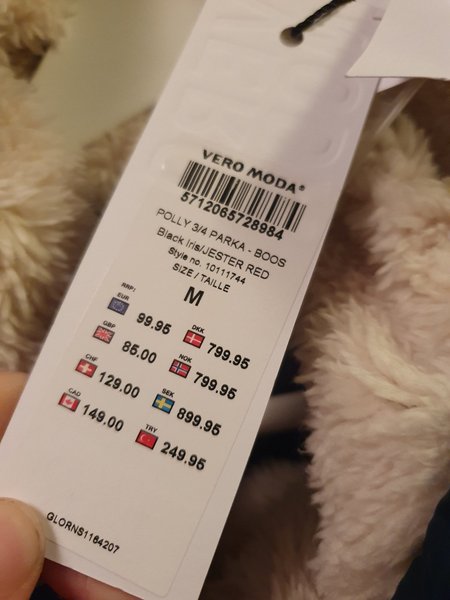 VERO MODA®
5712065728984
POLLY 3/4 PARKA - BOOS
Black Iris/JESTER RED
Style no. 10111744
SIZE / TAILLE
M
RRP:
EUR 99.95
DKK 799.95
GBP 85.00
NOK 799.95
CHF 129.00
SEK 899.95
CAD 149.00
TRY 249.95
GLORNS1164207